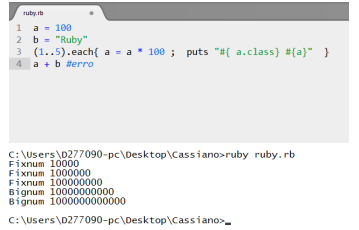 ruby.rb
1 a = 100
2 b = "Ruby"
3 (1..5).each{ a = a * 100 ; puts "#{ a.class} #{a}" }
4 a + b #erro
C:\Users\D277090-pc\Desktop\Cassiano>ruby ruby.rb
Fixnum 10000
Fixnum 1000000
Fixnum 100000000
Bignum 10000000000
Bignum 1000000000000
C:\Users\D277090-pc\Desktop\Cassiano>_